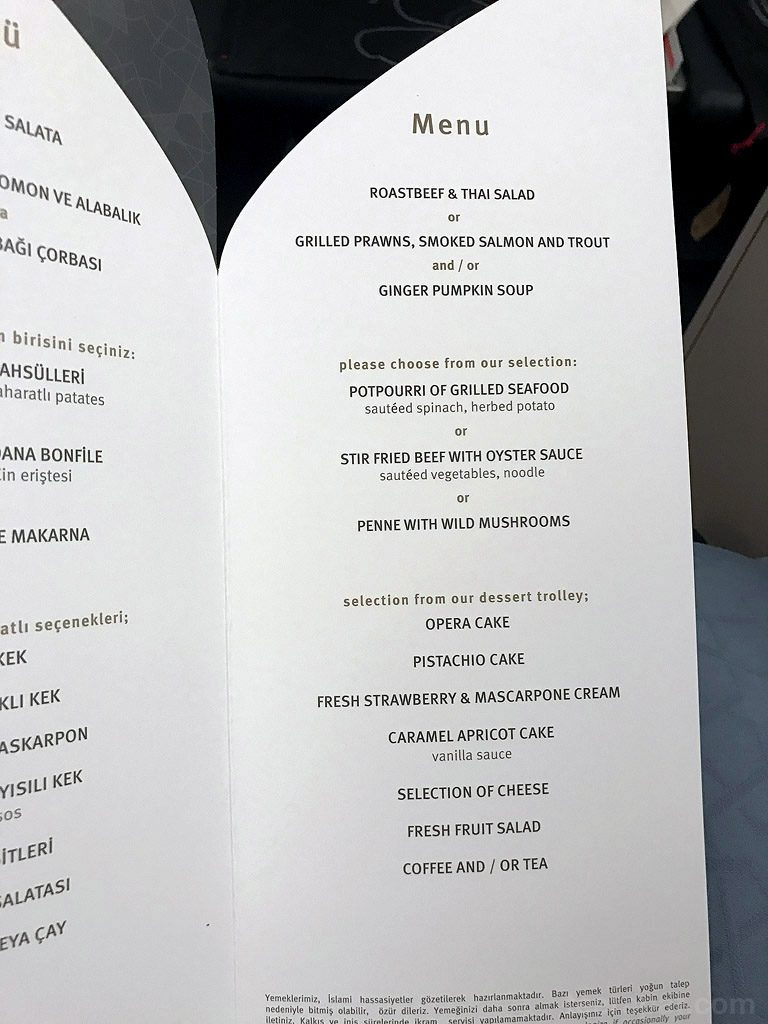 ü
SALATA
OMON VE ALABALIK
a
BAĞI ÇORBASI
birisini seçiniz:
AHSÜLLERİ
aharatlı patates
DANA BONFİLE
in eriştesi
E MAKARNA
atlı seçenekleri;
KEK
KLI KEK
ASKARPON
YISILI KEK
sos
İTLERİ
SALATASI
EYA ÇAY
Menu
ROASTBEEF & THAI SALAD
or
GRILLED PRAWNS, SMOKED SALMON AND TROUT
and / or
GINGER PUMPKIN SOUP
please choose from our selection:
POTPOURRI OF GRILLED SEAFOOD
sautéed spinach, herbed potato
or
STIR FRIED BEEF WITH OYSTER SAUCE
sautéed vegetables, noodle
or
PENNE WITH WILD MUSHROOMS
selection from our dessert trolley;
OPERA CAKE
PISTACHIO CAKE
FRESH STRAWBERRY & MASCARPONE CREAM
CARAMEL APRICOT CAKE
vanilla sauce
SELECTION OF CHEESE
FRESH FRUIT SALAD
COFFEE AND / OR TEA
Yemeklerimiz, İslami hassasiyetler gözetilerek hazırlanmaktadır. Bazı yemek türleri yoğun talep
nedeniyle bitmiş olabilir, özür dileriz. Yemeğinizi daha sonra almak isterseniz, lütfen kabin ekibine
iletiniz. Kalkış ve iniş sürelerinde ikram servisi yapılamamaktadır. Anlayışınız için teşekkür ederiz.
if occasionally your
.com